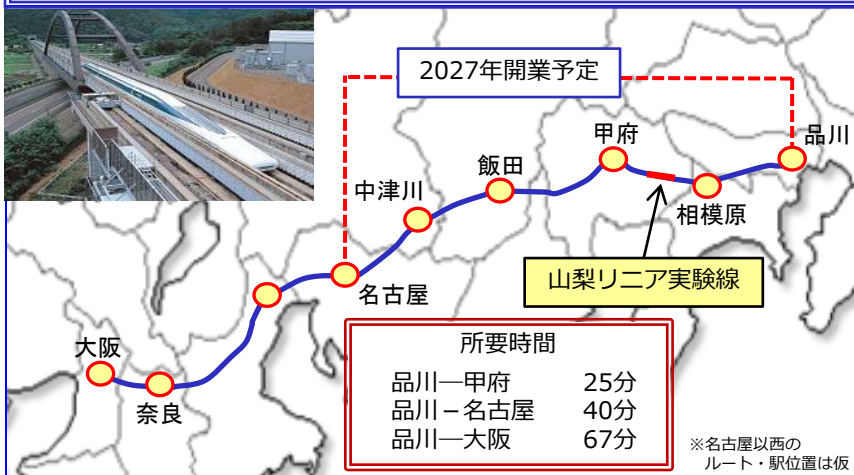 2027年開業予定
品川
甲府
飯田
中津川
相模原
山梨リニア実験線
名古屋
大阪
奈良
所要時間
品川―甲府 25分
品川－名古屋 40分
品川―大阪 67分
※名古屋以西の
ルート・駅位置は仮